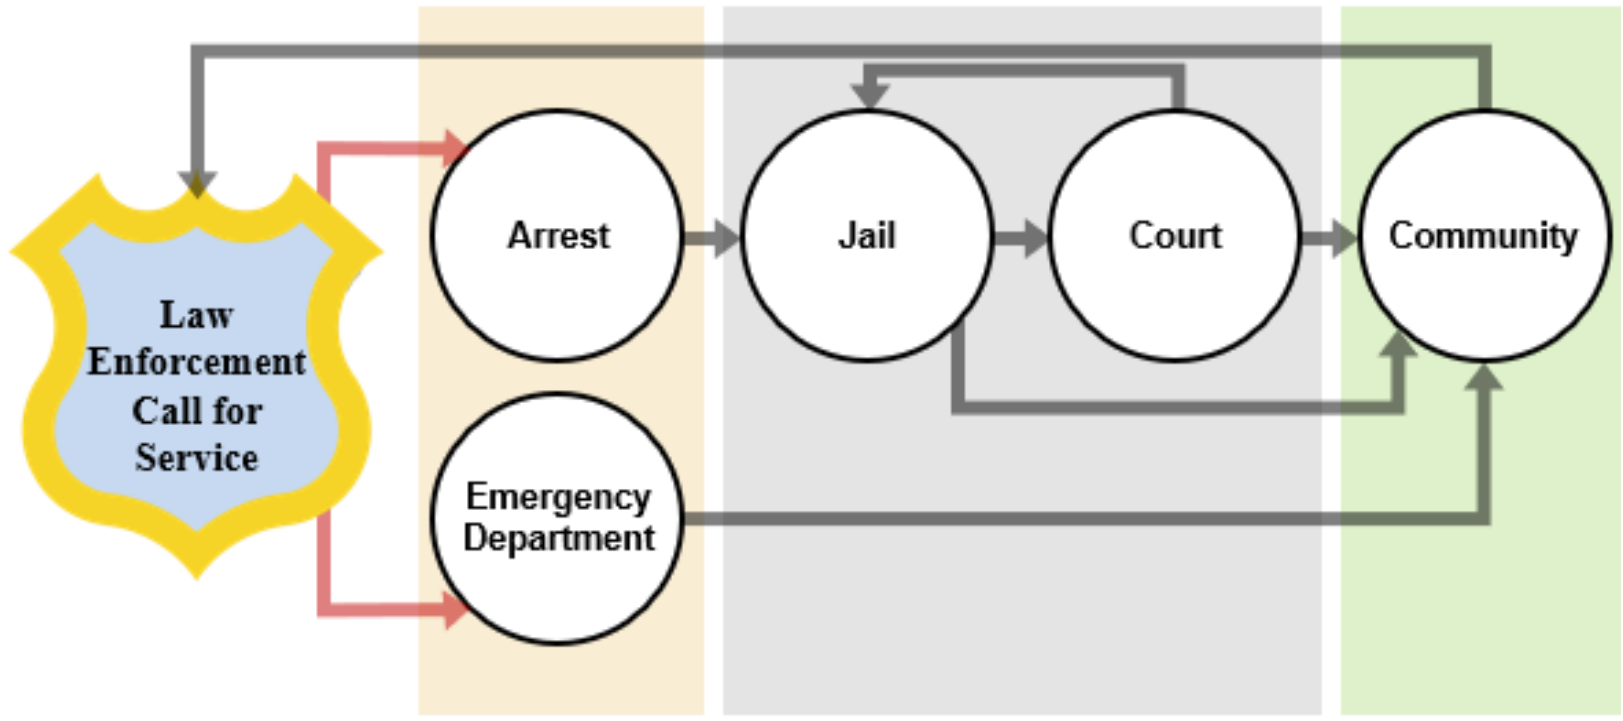 Law
Enforcement
Call for
Service
Arrest
Emergency
Department
Jail
Court
Community